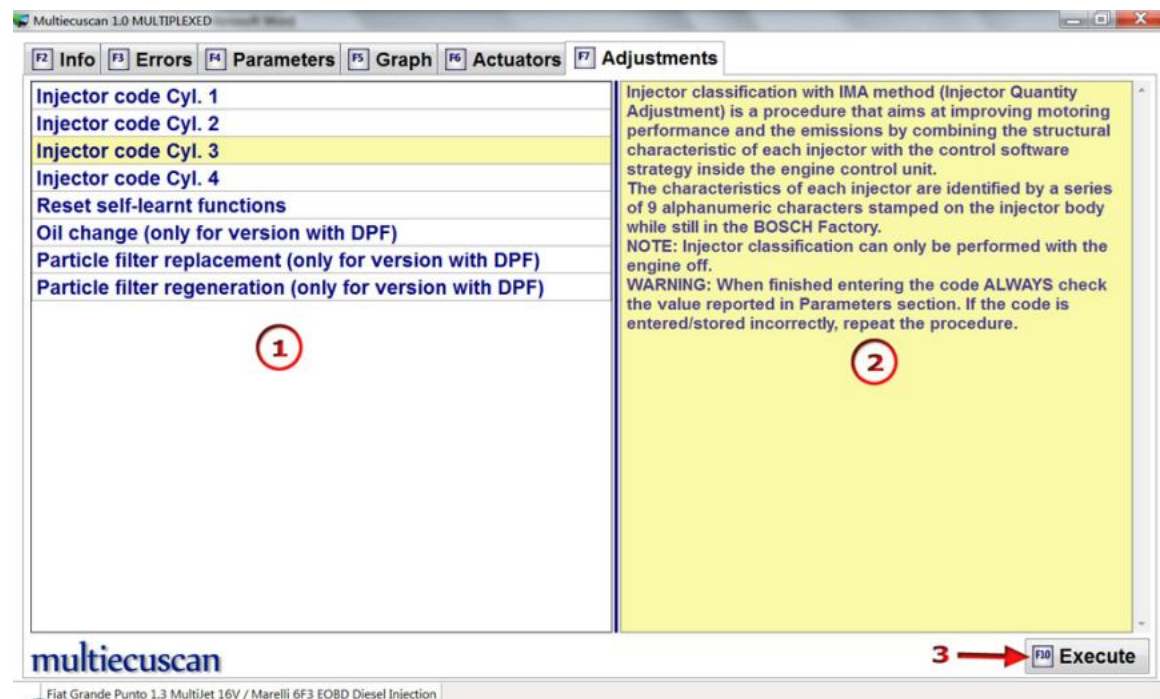 Multiecuscan 1.0 MULTIPLEXED
F2 Info F3 Errors F4 Parameters F5 Graph F6 Actuators F7 Adjustments
Injector code Cyl. 1
Injector code Cyl. 2
Injector code Cyl. 3
Injector code Cyl. 4
Reset self-learnt functions
Oil change (only for version with DPF)
Particle filter replacement (only for version with DPF)
Particle filter regeneration (only for version with DPF)
1
Injector classification with IMA method (Injector Quantity
Adjustment) is a procedure that aims at improving motoring
performance and the emissions by combining the structural
characteristic of each injector with the control software
strategy inside the engine control unit.
The characteristics of each injector are identified by a series
of 9 alphanumeric characters stamped on the injector body
while still in the BOSCH Factory.
NOTE: Injector classification can only be performed with the
engine off.
WARNING: When finished entering the code ALWAYS check
the value reported in Parameters section. If the code is
entered/stored incorrectly, repeat the procedure.
2
multiecuscan
3 F10 Execute
Fiat Grande Punto 1.3 MultiJet 16V / Marelli 6F3 EOBD Diesel Injection